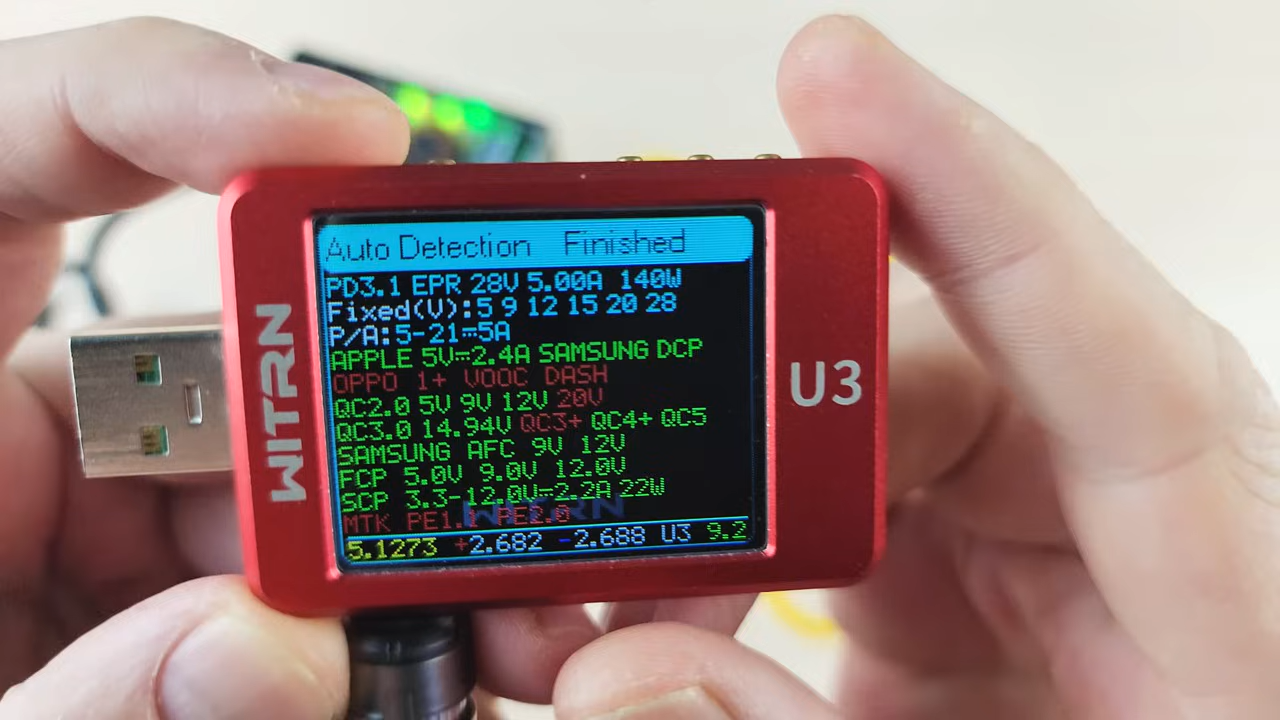 WITRN
Auto Detection Finished
PD3.1 EPR 28V 5.00A 140W
Fixed(V):5 9 12 15 20 28
P/A:5-21⎓5A
APPLE 5V⎓2.4A SAMSUNG DCP
OPPO 1+ VOOC DASH
QC2.0 5V 9V 12V 20V
QC3.0 14.94V QC3+ QC4+ QC5
SAMSUNG AFC 9V 12V
FCP 5.0V 9.0V 12.0V
SCP 3.3-12.0V⎓2.2A 22W
MTK PE1.1 PE2.0
WITRN
5.1273 +2.682 -2.688 U3 9.2
U3